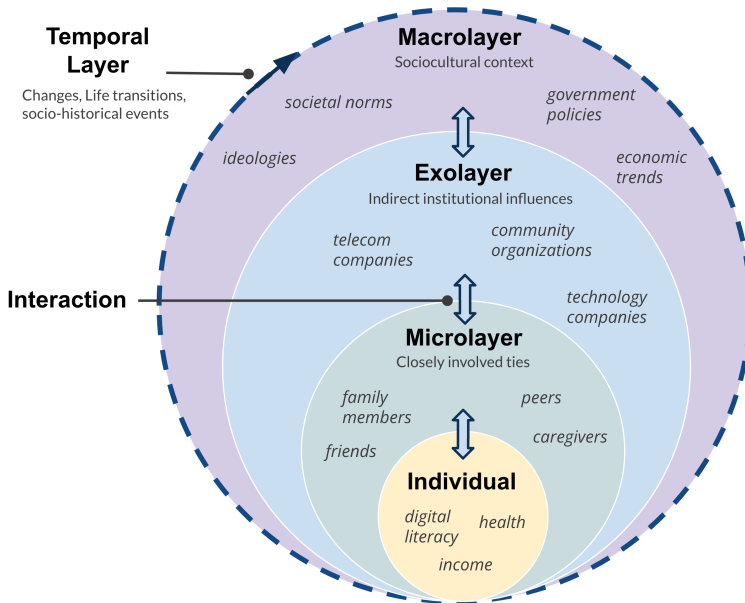 Temporal
Layer
Changes, Life transitions,
socio-historical events
Macrolayer
Sociocultural context
societal norms
government
policies
ideologies
economic
trends
Exolayer
Indirect institutional influences
telecom
companies
community
organizations
technology
companies
Interaction
Microlayer
Closely involved ties
family
members
peers
friends
caregivers
Individual
digital
literacy
health
income